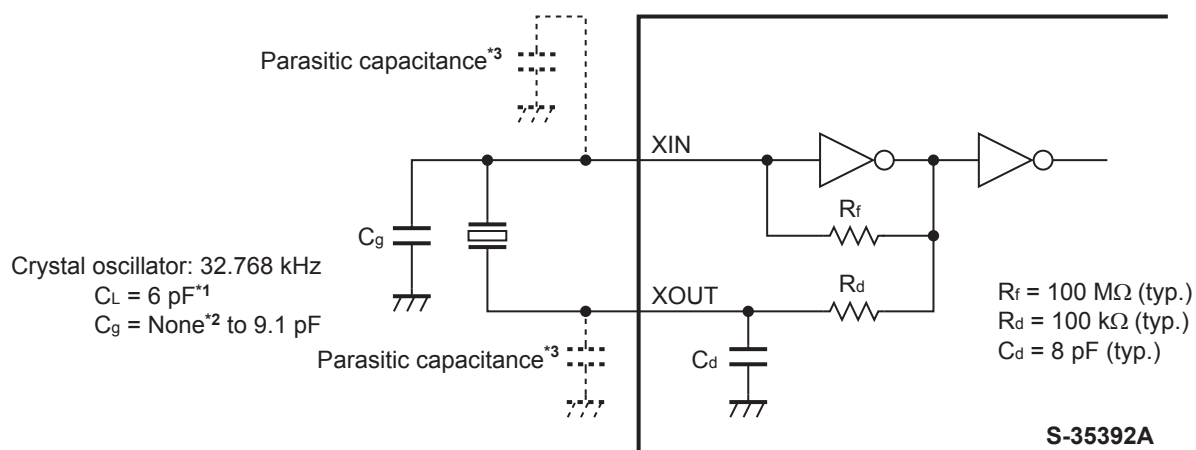 Parasitic capacitance*3
XIN
Rf
Cg
Crystal oscillator: 32.768 kHz
CL = 6 pF*1
Cg = None*2 to 9.1 pF
XOUT
Rd
Parasitic capacitance*3
Cd
Rf = 100 MΩ (typ.)
Rd = 100 kΩ (typ.)
Cd = 8 pF (typ.)
S-35392A